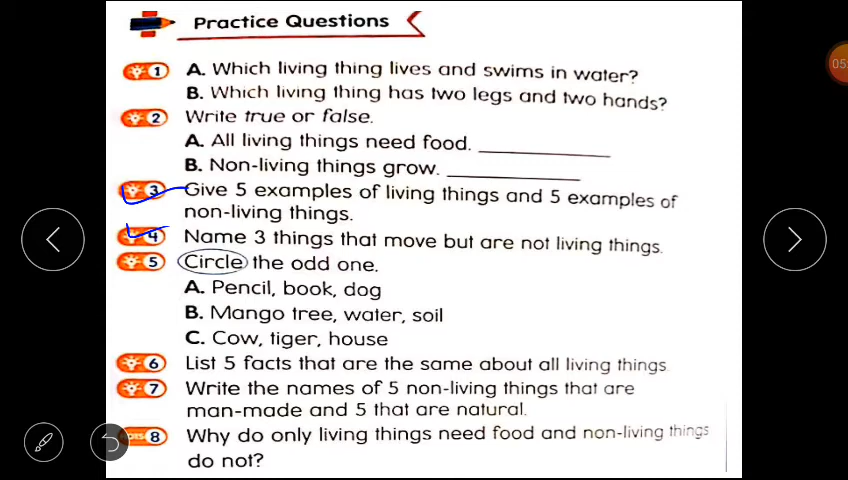 Practice Questions
1 A. Which living thing lives and swims in water?
B. Which living thing has two legs and two hands?
2 Write true or false.
A. All living things need food. ____________
B. Non-living things grow. ____________
3 Give 5 examples of living things and 5 examples of
non-living things.
4 Name 3 things that move but are not living things.
5 Circle the odd one.
A. Pencil, book, dog
B. Mango tree, water, soil
C. Cow, tiger, house
6 List 5 facts that are the same about all living things
7 Write the names of 5 non-living things that are
man-made and 5 that are natural.
8 Why do only living things need food and non-living things
do not?